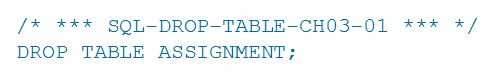 /* *** SQL-DROP-TABLE-CH03-01 *** */
DROP TABLE ASSIGNMENT;